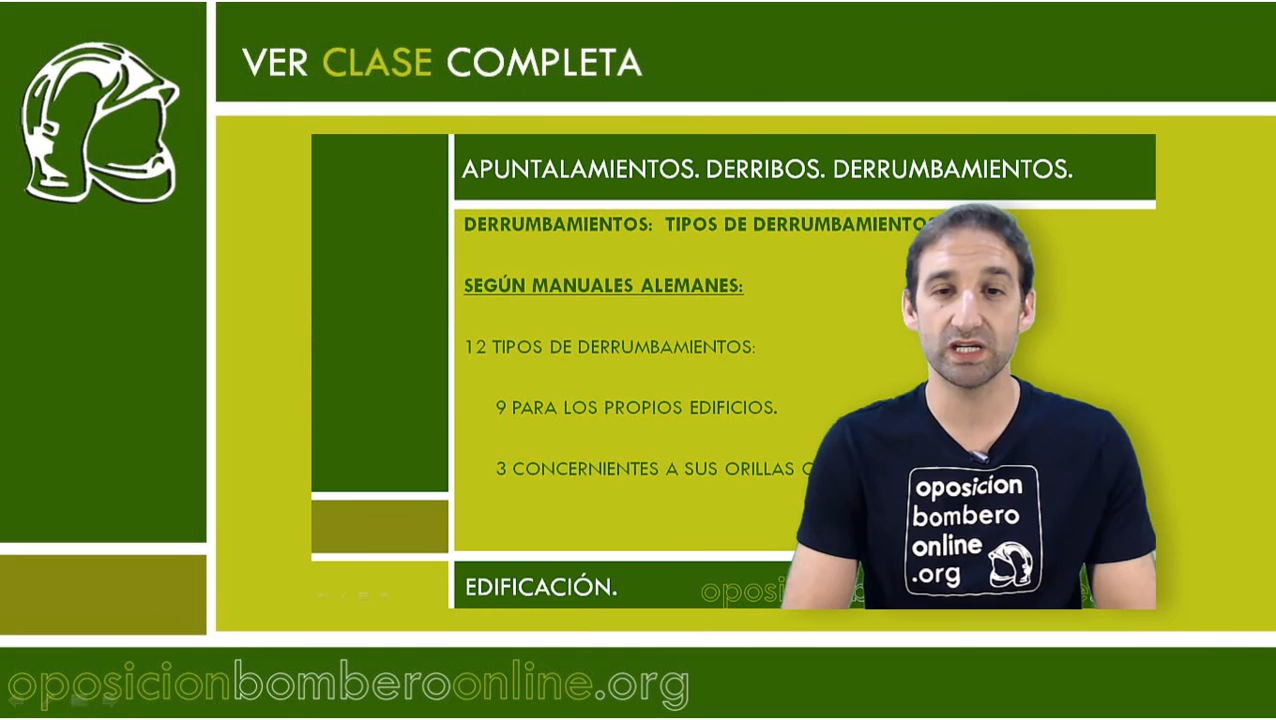 VER CLASE COMPLETA
APUNTALAMIENTOS. DERRIBOS. DERRUMBAMIENTOS.
DERRUMBAMIENTOS: TIPOS DE
SEGÚN MANUALES ALEMANES:
12 TIPOS DE DERRUMBAMIENTOS:
9 PARA LOS PROPIOS EDIFICIOS.
3 CONCERNIENTES A SUS ORILLAS
oposicion
bombero
online
.org
EDIFICACIÓN.
oposicionbomberoonline.org